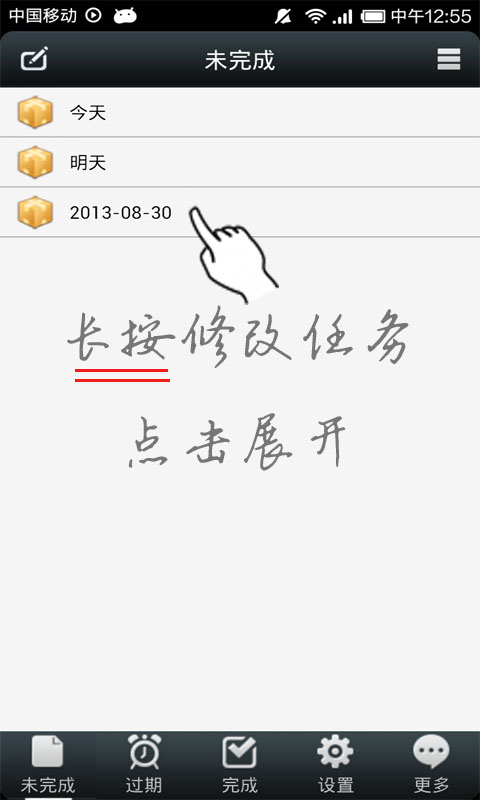 中国移动 中午12:55
未完成
今天
明天
2013-08-30
长按修改任务
点击展开
未完成 过期 完成 设置 更多